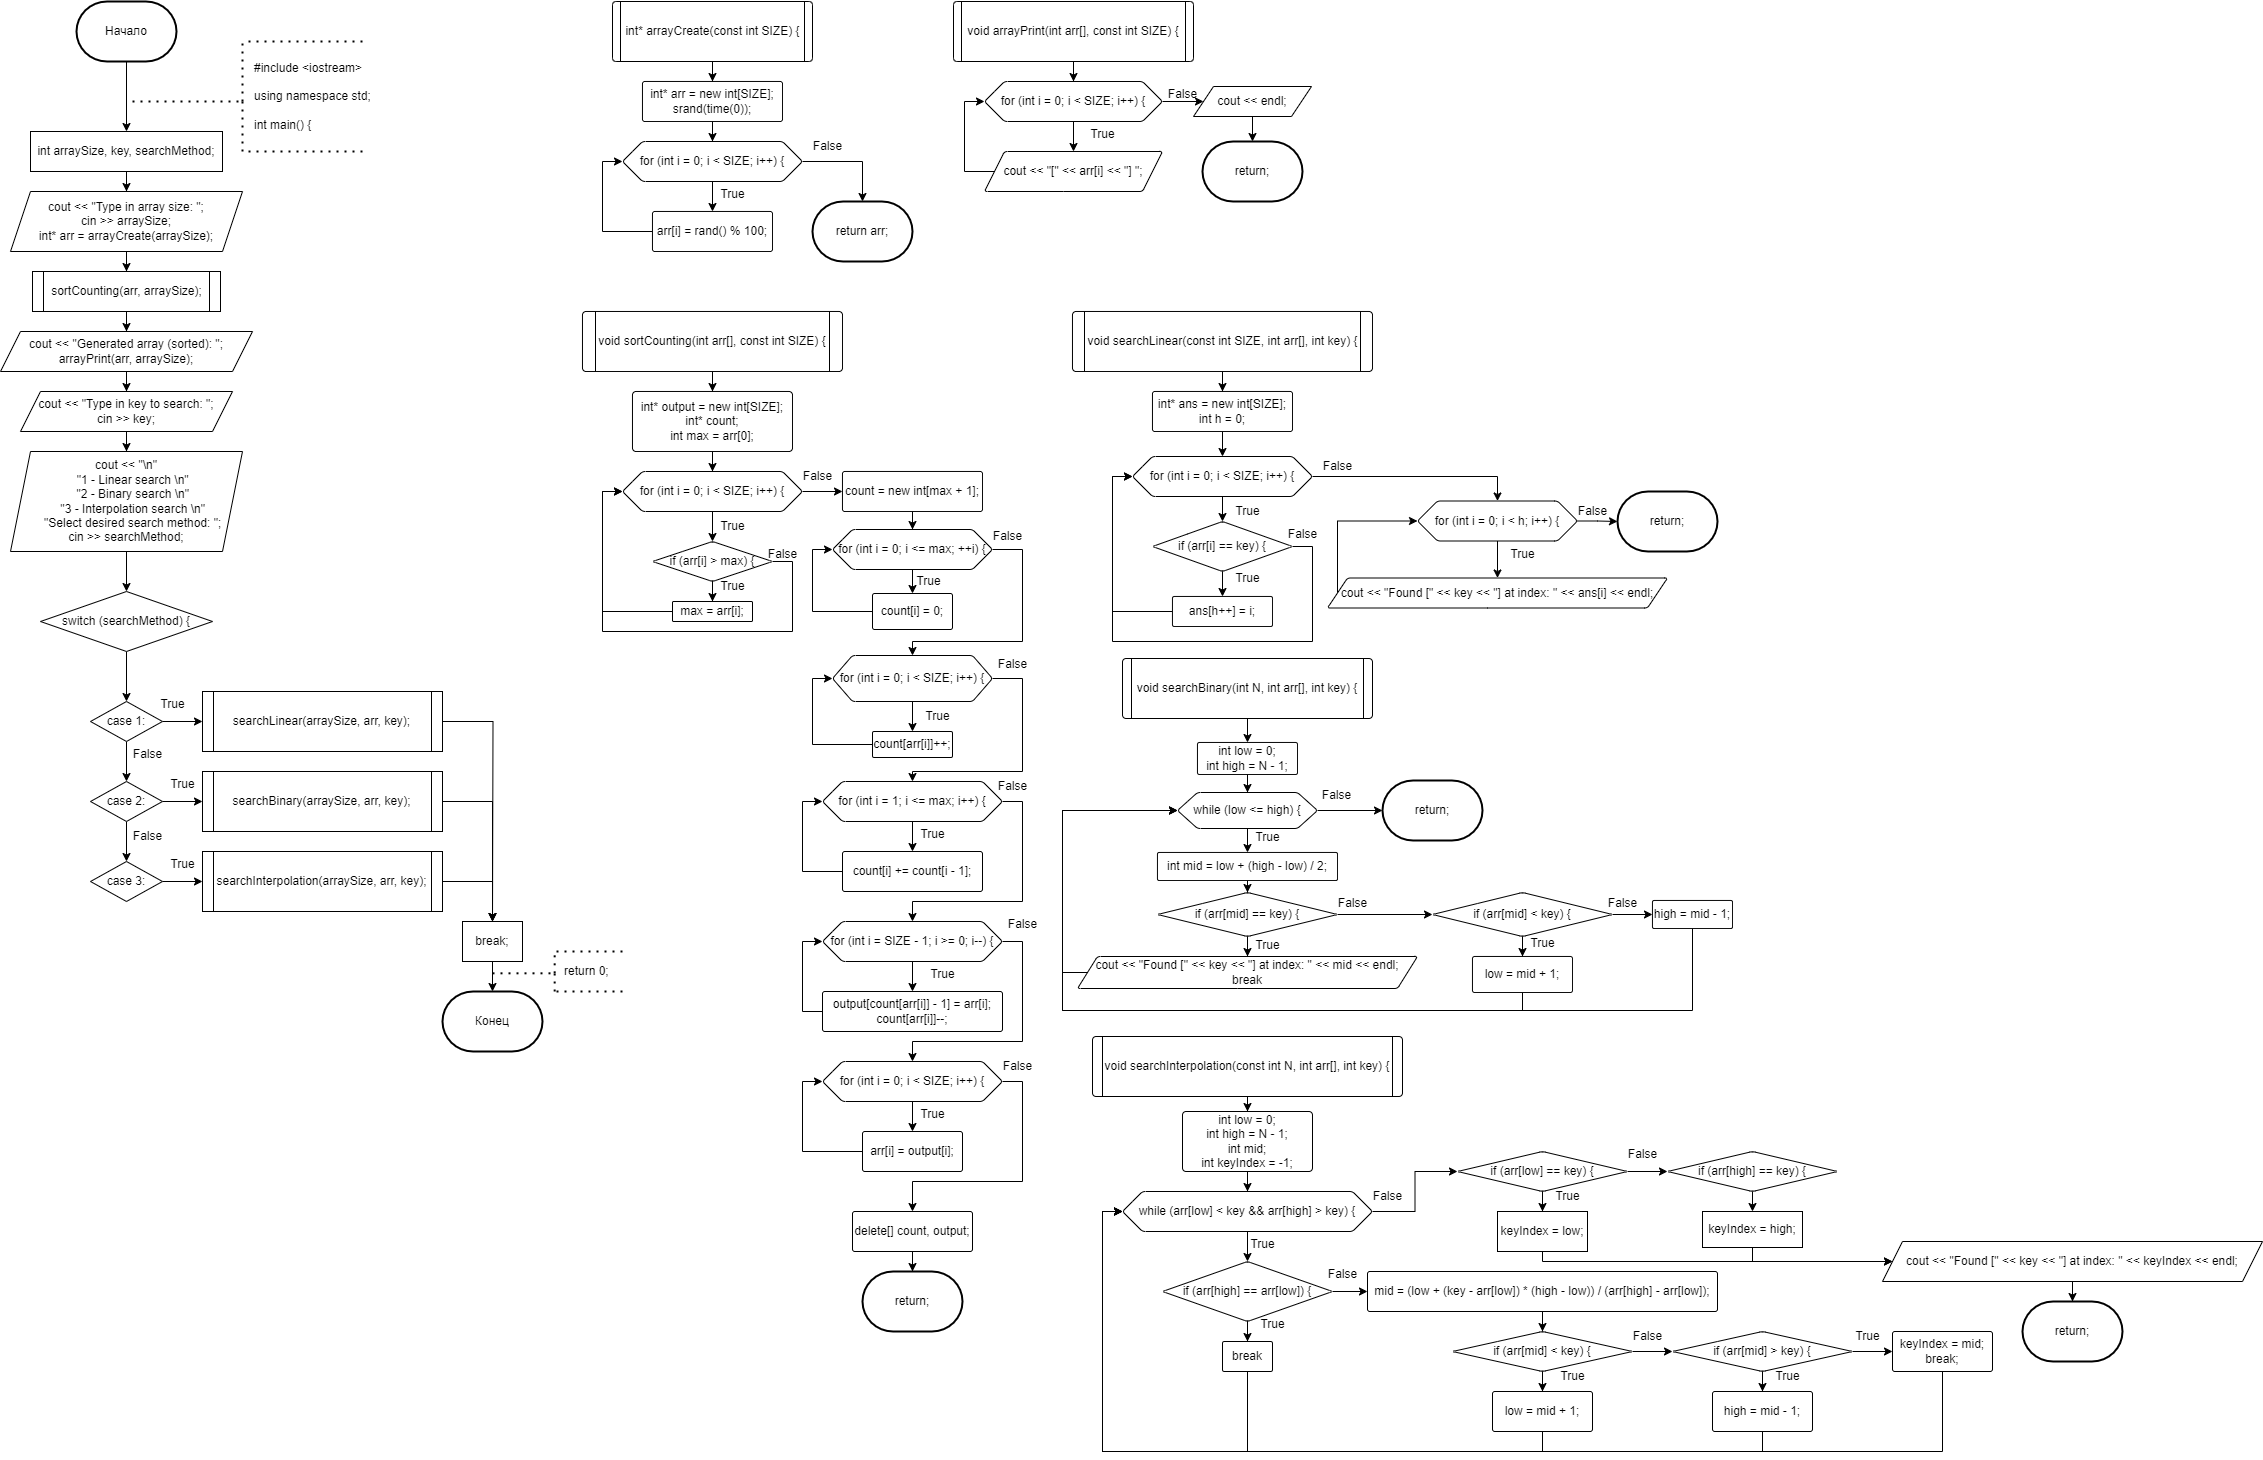 Начало
#include <iostream>
using namespace std;
int main() {
int arraySize, key, searchMethod;
cout << "Type in array size: ";
cin >> arraySize;
int* arr = arrayCreate(arraySize);
sortCounting(arr, arraySize);
cout << "Generated array (sorted): ";
arrayPrint(arr, arraySize);
cout << "Type in key to search: ";
cin >> key;
cout << "\n"
"1 - Linear search \n"
"2 - Binary search \n"
"3 - Interpolation search \n"
"Select desired search method: ";
cin >> searchMethod;
switch (searchMethod) {
case 1:
True
searchLinear(arraySize, arr, key);
False
case 2:
True
searchBinary(arraySize, arr, key);
False
case 3:
True
searchInterpolation(arraySize, arr, key);
break;
return 0;
Конец
int* arrayCreate(const int SIZE) {
int* arr = new int[SIZE];
srand(time(0));
for (int i = 0; i < SIZE; i++) {
False
True
arr[i] = rand() % 100;
return arr;
void arrayPrint(int arr[], const int SIZE) {
for (int i = 0; i < SIZE; i++) {
False
cout << endl;
True
cout << "[" << arr[i] << "] ";
return;
void sortCounting(int arr[], const int SIZE) {
int* output = new int[SIZE];
int* count;
int max = arr[0];
for (int i = 0; i < SIZE; i++) {
False
count = new int[max + 1];
True
if (arr[i] > max) {
False
True
max = arr[i];
for (int i = 0; i <= max; ++i) {
False
True
count[i] = 0;
for (int i = 0; i < SIZE; i++) {
False
True
count[arr[i]]++;
for (int i = 1; i <= max; i++) {
False
True
count[i] += count[i - 1];
for (int i = SIZE - 1; i >= 0; i--) {
False
True
output[count[arr[i]] - 1] = arr[i];
count[arr[i]]--;
for (int i = 0; i < SIZE; i++) {
False
True
arr[i] = output[i];
delete[] count, output;
return;
void searchLinear(const int SIZE, int arr[], int key) {
int* ans = new int[SIZE];
int h = 0;
for (int i = 0; i < SIZE; i++) {
False
True
if (arr[i] == key) {
False
True
ans[h++] = i;
for (int i = 0; i < h; i++) {
False
return;
True
cout << "Found [" << key << "] at index: " << ans[i] << endl;
void searchBinary(int N, int arr[], int key) {
int low = 0;
int high = N - 1;
while (low <= high) {
False
return;
True
int mid = low + (high - low) / 2;
if (arr[mid] == key) {
False
if (arr[mid] < key) {
False
high = mid - 1;
True
cout << "Found [" << key << "] at index: " << mid << endl;
break
True
low = mid + 1;
void searchInterpolation(const int N, int arr[], int key) {
int low = 0;
int high = N - 1;
int mid;
int keyIndex = -1;
while (arr[low] < key && arr[high] > key) {
False
if (arr[low] == key) {
False
if (arr[high] == key) {
True
keyIndex = low;
keyIndex = high;
cout << "Found [" << key << "] at index: " << keyIndex << endl;
return;
True
if (arr[high] == arr[low]) {
False
mid = (low + (key - arr[low]) * (high - low)) / (arr[high] - arr[low]);
True
break
if (arr[mid] < key) {
False
if (arr[mid] > key) {
True
keyIndex = mid;
break;
True
low = mid + 1;
True
high = mid - 1;